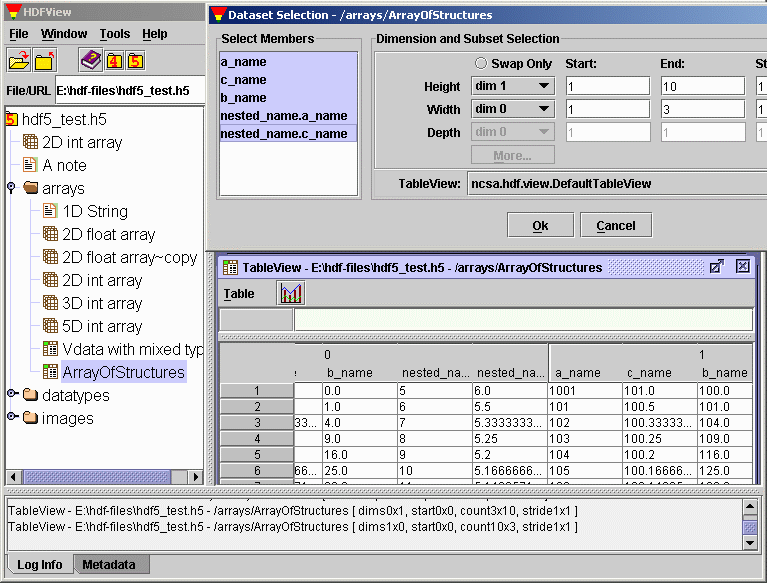 HDFView
File Window Tools Help
4 5
File/URL E:\hdf-files\hdf5_test.h5
5 hdf5_test.h5
2D int array
A note
arrays
1D String
2D float array
2D float array~copy
2D int array
3D int array
5D int array
Vdata with mixed typ
ArrayOfStructures
datatypes
images
Dataset Selection - /arrays/ArrayOfStructures
Select Members
a_name
c_name
b_name
nested_name.a_name
nested_name.c_name
Dimension and Subset Selection
Swap Only Start: End: St
Height dim 1 1 10 1
Width dim 0 1 3 1
Depth dim 0 1 1 1
More...
TableView: ncsa.hdf.view.DefaultTableView
Ok Cancel
TableView - E:\hdf-files\hdf5_test.h5 - /arrays/ArrayOfStructures
Table
0 1
b_name nested_na... nested_na... a_name c_name b_name
1 0.0 5 6.0 1001 101.0 100.0
2 1.0 6 5.5 101 100.5 101.0
3 33... 4.0 7 5.3333333... 102 100.33333... 104.0
4 9.0 8 5.25 103 100.25 109.0
5 16.0 9 5.2 104 100.2 116.0
6 66... 25.0 10 5.1666666... 105 100.16666... 125.0
TableView - E:\hdf-files\hdf5_test.h5 - /arrays/ArrayOfStructures [ dims0x1, start0x0, count3x10, stride1x1 ]
TableView - E:\hdf-files\hdf5_test.h5 - /arrays/ArrayOfStructures [ dims1x0, start0x0, count10x3, stride1x1 ]
Log Info Metadata